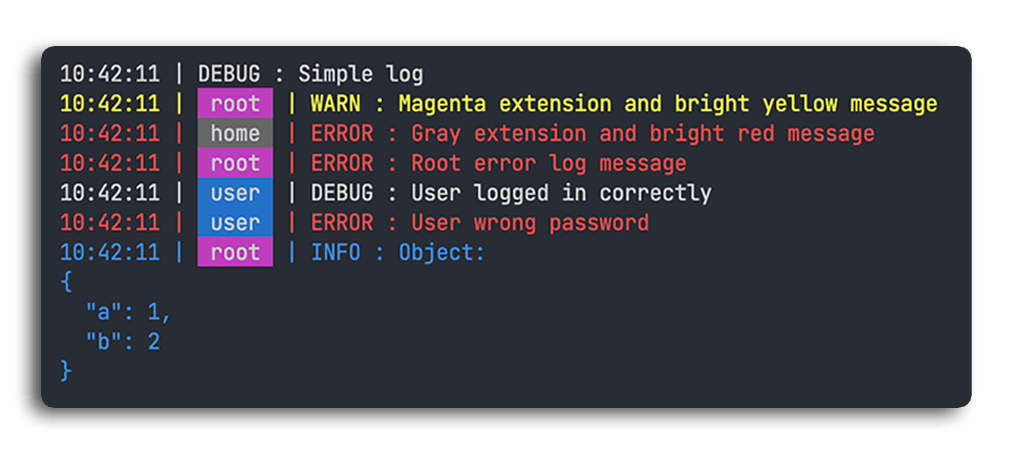 10:42:11 | DEBUG : Simple log
10:42:11 | root | WARN : Magenta extension and bright yellow message
10:42:11 | home | ERROR : Gray extension and bright red message
10:42:11 | root | ERROR : Root error log message
10:42:11 | user | DEBUG : User logged in correctly
10:42:11 | user | ERROR : User wrong password
10:42:11 | root | INFO : Object:
{
  "a": 1,
  "b": 2
}